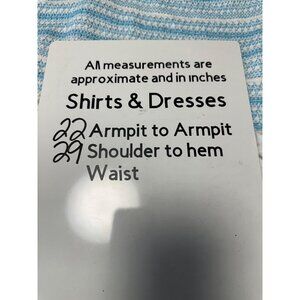 All measurements are
approximate and in inches
Shirts & Dresses
22 Armpit to Armpit
29 Shoulder to hem
Waist